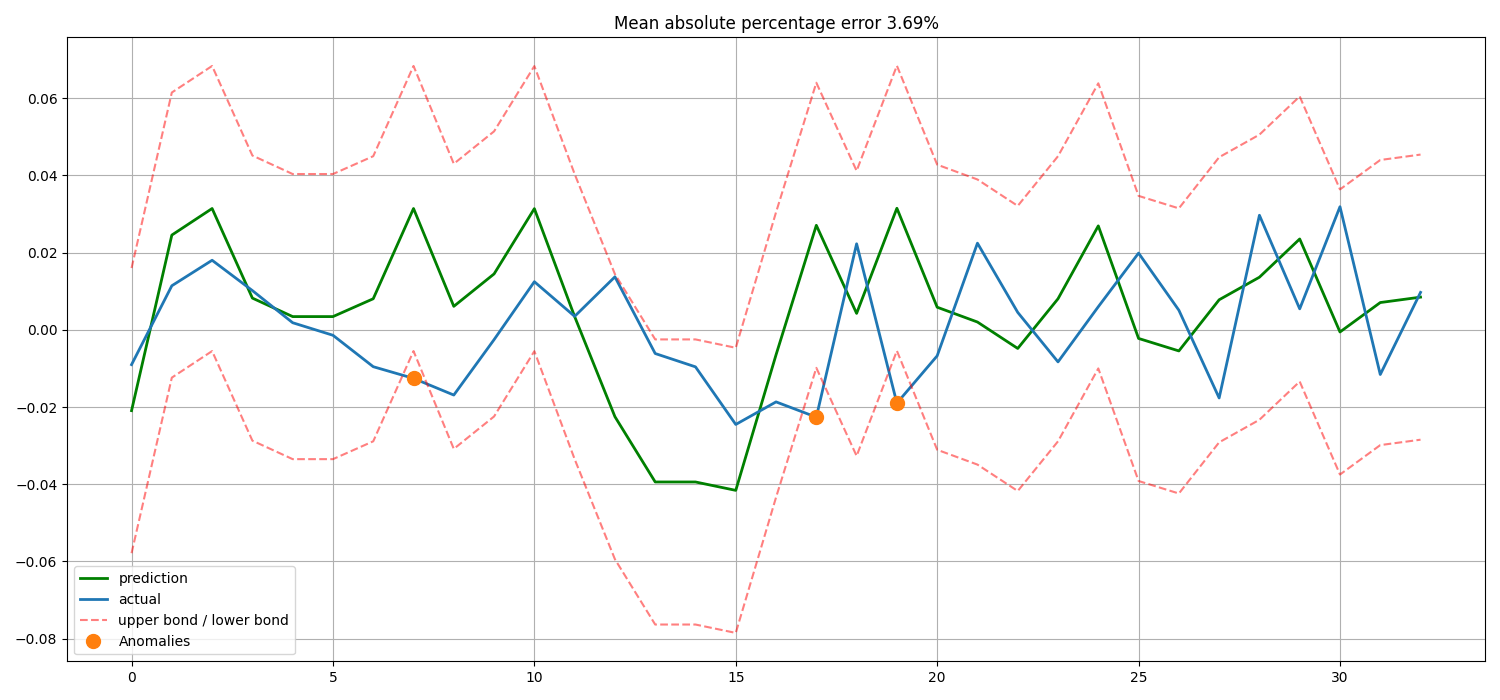 Mean absolute percentage error 3.69%
0.06
0.04
0.02
0.00
−0.02
−0.04
−0.06
−0.08
prediction
actual
upper bond / lower bond
Anomalies
0 5 10 15 20 25 30